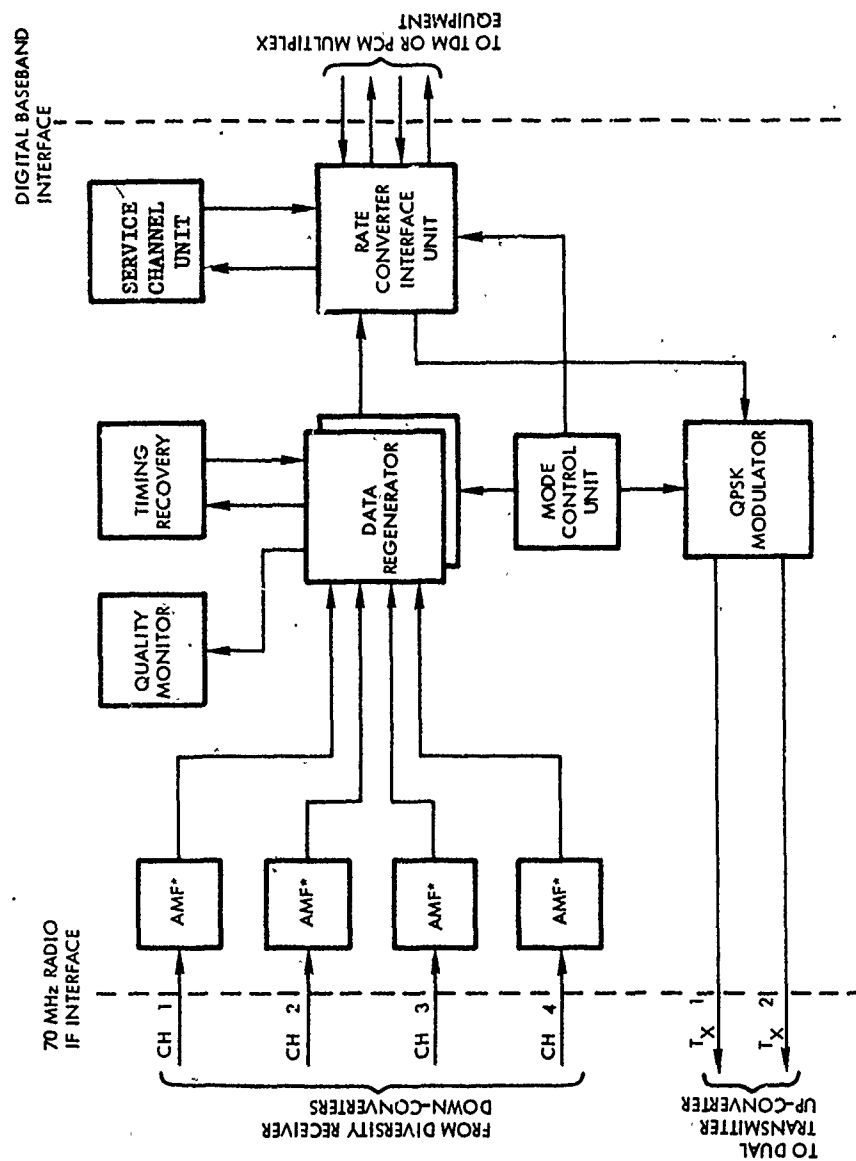 70 MHz RADIO
IF INTERFACE
DIGITAL BASEBAND
INTERFACE
FROM DIVERSITY RECEIVER
DOWN-CONVERTERS
CH 1
CH 2
CH 3
CH 4
AMF*
AMF*
AMF*
AMF*
QUALITY
MONITOR
TIMING
RECOVERY
SERVICE
CHANNEL
UNIT
DATA
REGENERATOR
RATE
CONVERTER
INTERFACE
UNIT
TO TDM OR PCM MULTIPLEX
EQUIPMENT
MODE
CONTROL
UNIT
QPSK
MODULATOR
TX 1
TX 2
TO DUAL
TRANSMITTER
UP-CONVERTER